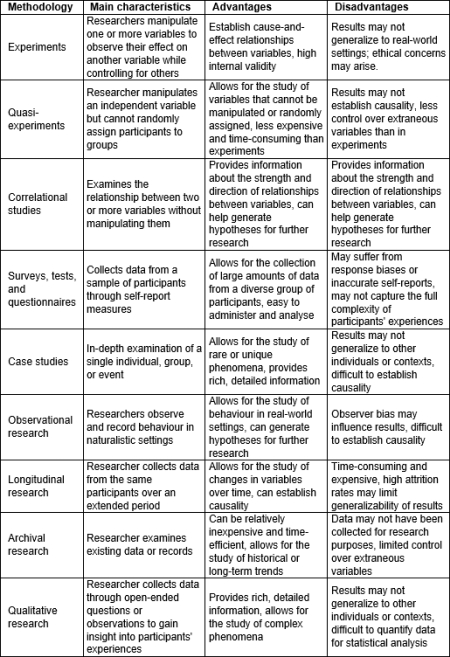 Methodology Main characteristics Advantages Disadvantages
Experiments
Researchers manipulate
one or more variables to
observe their effect on
another variable while
controlling for others
Establish cause-and-
effect relationships
between variables, high
internal validity
Results may not
generalize to real-world
settings; ethical concerns
may arise.
Quasi-
experiments
Researcher manipulates
an independent variable
but cannot randomly
assign participants to
groups
Allows for the study of
variables that cannot be
manipulated or randomly
assigned, less expensive
and time-consuming than
experiments
Results may not
establish causality, less
control over extraneous
variables than in
experiments
Correlational
studies
Examines the
relationship between two
or more variables without
manipulating them
Provides information
about the strength and
direction of relationships
between variables, can
help generate
hypotheses for further
research
Provides information
about the strength and
direction of relationships
between variables, can
help generate
hypotheses for further
research
Surveys, tests,
and
questionnaires
Collects data from a
sample of participants
through self-report
measures
Allows for the collection
of large amounts of data
from a diverse group of
participants, easy to
administer and analyse
May suffer from
response biases or
inaccurate self-reports,
may not capture the full
complexity of
participants' experiences
Case studies
In-depth examination of a
single individual, group,
or event
Allows for the study of
rare or unique
phenomena, provides
rich, detailed information
Results may not
generalize to other
individuals or contexts,
difficult to establish
causality
Observational
research
Researchers observe
and record behaviour in
naturalistic settings
Allows for the study of
behaviour in real-world
settings, can generate
hypotheses for further
research
Observer bias may
influence results, difficult
to establish causality
Longitudinal
research
Researcher collects data
from the same
participants over an
extended period
Allows for the study of
changes in variables
over time, can establish
causality
Time-consuming and
expensive, high attrition
rates may limit
generalizability of results
Archival
research
Researcher examines
existing data or records
Can be relatively
inexpensive and time-
efficient, allows for the
study of historical or
long-term trends
Data may not have been
collected for research
purposes, limited control
over extraneous
variables
Qualitative
research
Researcher collects data
through open-ended
questions or
observations to gain
insight into participants'
experiences
Provides rich, detailed
information, allows for
the study of complex
phenomena
Results may not
generalize to other
individuals or contexts,
difficult to quantify data
for statistical analysis